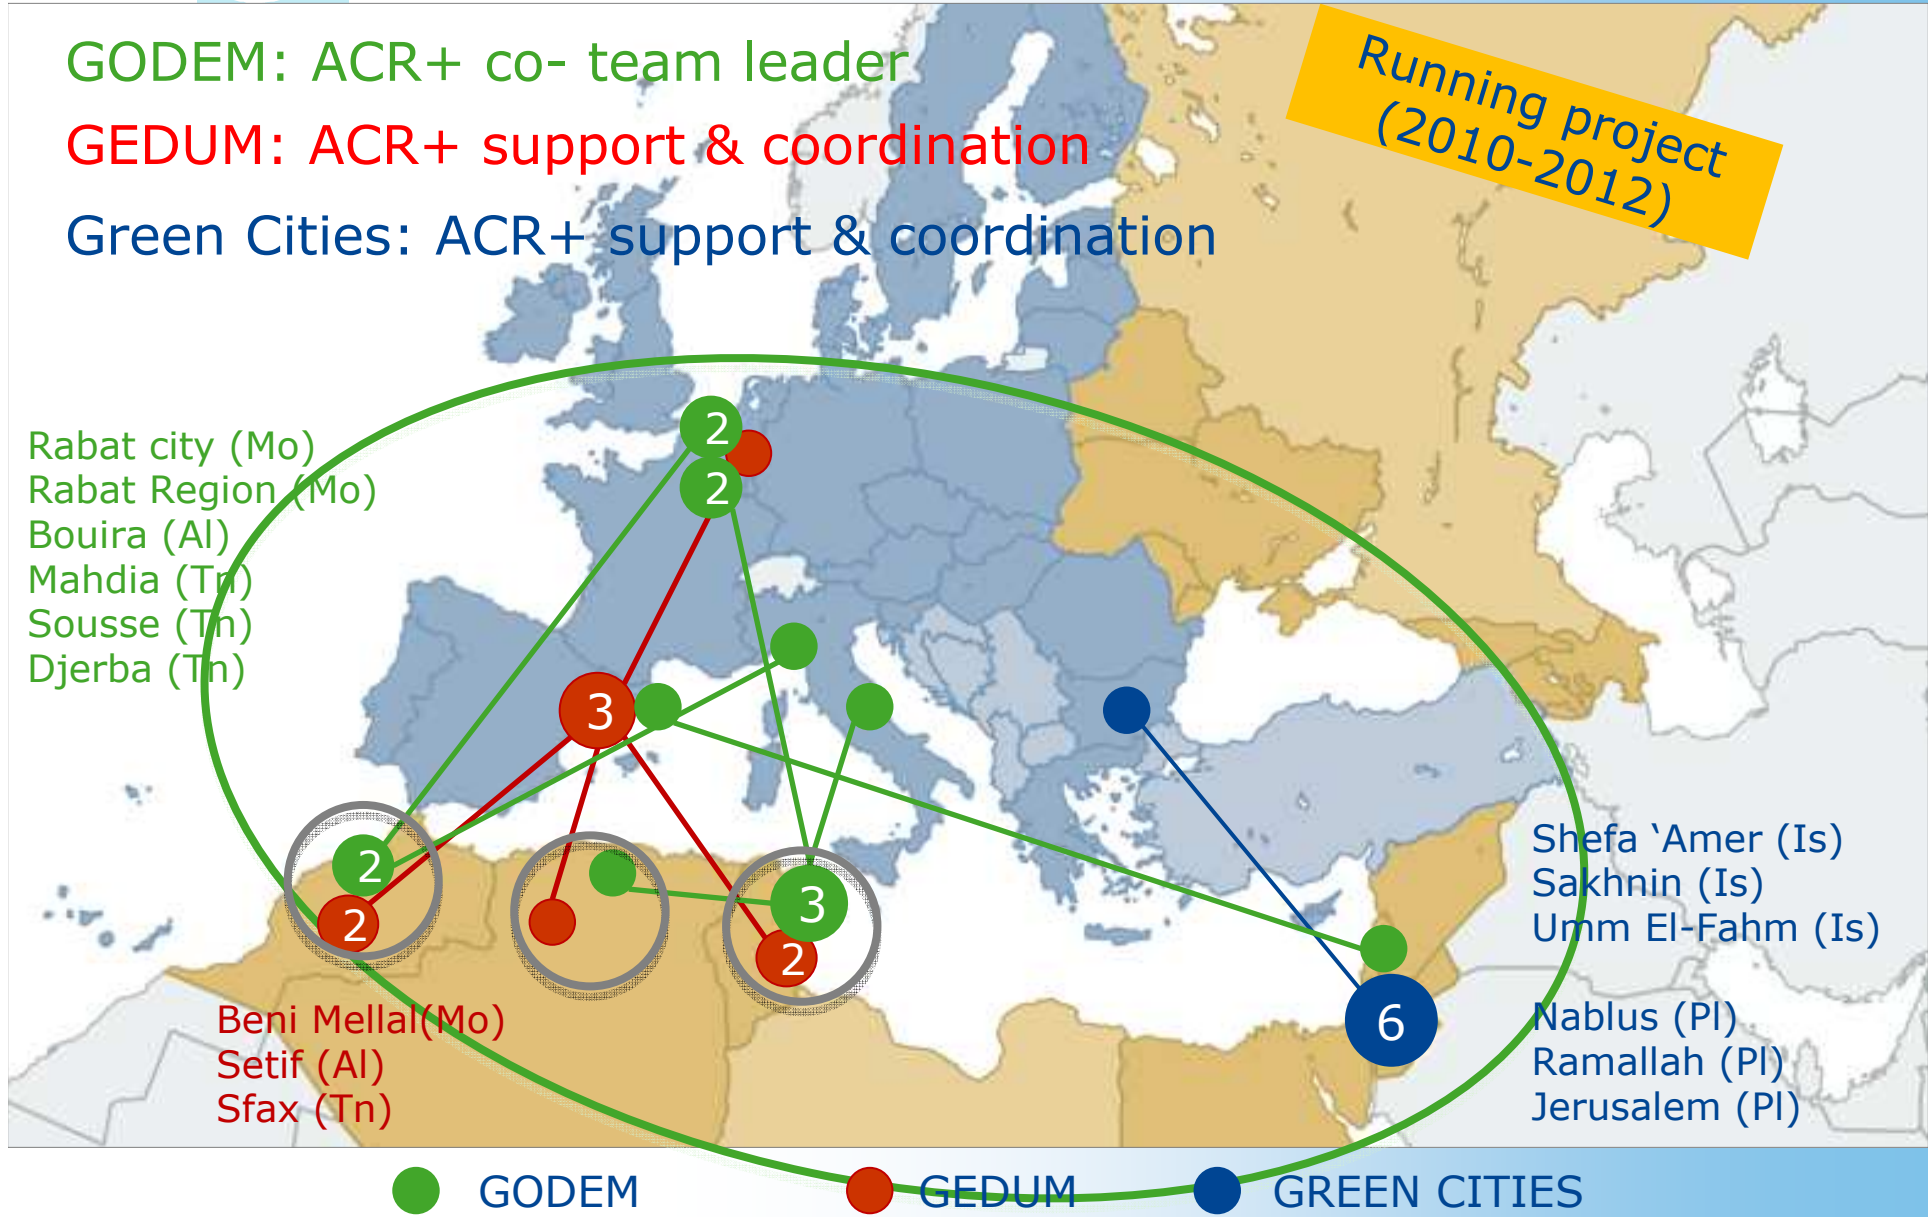 GODEM: ACR+ co- team leader
GEDUM: ACR+ support & coordination
Green Cities: ACR+ support & coordination
Running project
(2010-2012)
Rabat city (Mo)
Rabat Region (Mo)
Bouira (Al)
Mahdia (Tn)
Sousse (Tn)
Djerba (Tn)
2
2
3
2
2
3
2
6
Shefa ‘Amer (Is)
Sakhnin (Is)
Umm El-Fahm (Is)
Nablus (Pl)
Ramallah (Pl)
Jerusalem (Pl)
Beni Mellal(Mo)
Setif (Al)
Sfax (Tn)
GODEM
GEDUM
GREEN CITIES